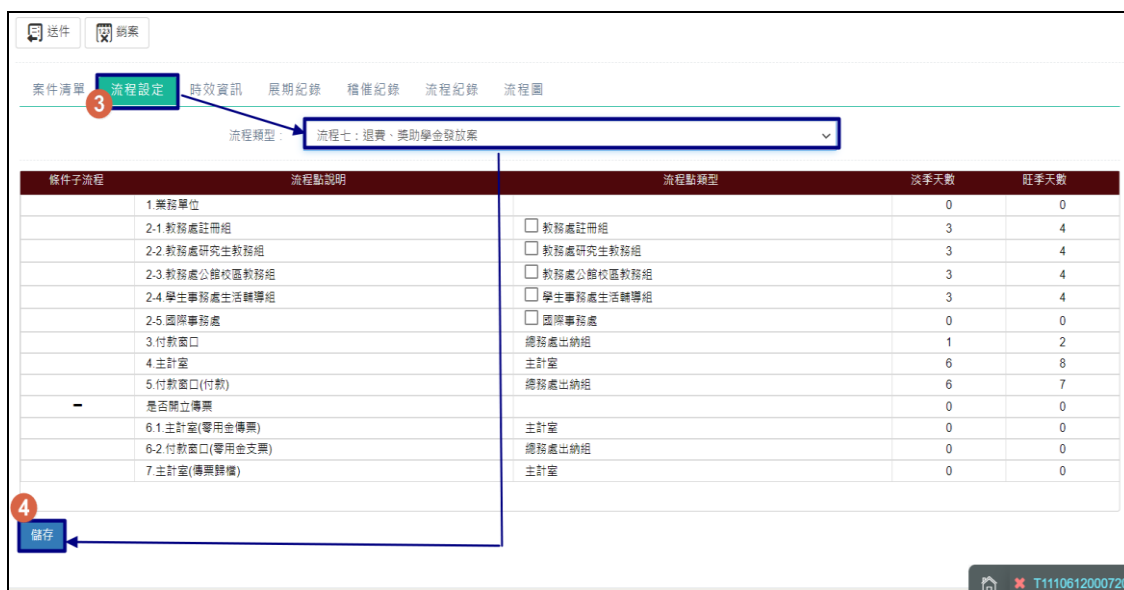 送件 銷案
案件清單 流程設定 時效資訊 展期紀錄 稽催紀錄 流程紀錄 流程圖
3
流程類型: 流程七:退費、獎助學金發放案
條件子流程 流程點說明 流程點類型 淡季天數 旺季天數
1.業務單位 0 0
2-1.教務處註冊組 教務處註冊組 3 4
2-2.教務處研究生教務組 教務處研究生教務組 3 4
2-3.教務處公館校區教務組 教務處公館校區教務組 3 4
2-4.學生事務處生活輔導組 學生事務處生活輔導組 3 4
2-5.國際事務處 國際事務處 0 0
3.付款窗口 總務處出納組 1 2
4.主計室 主計室 6 8
5.付款窗口(付款) 總務處出納組 6 7
是否開立傳票 0 0
6.1.主計室(零用金傳票) 主計室 0 0
6-2.付款窗口(零用金支票) 總務處出納組 0 0
7.主計室(傳票歸檔) 主計室 0 0
4
儲存
T1110612000720